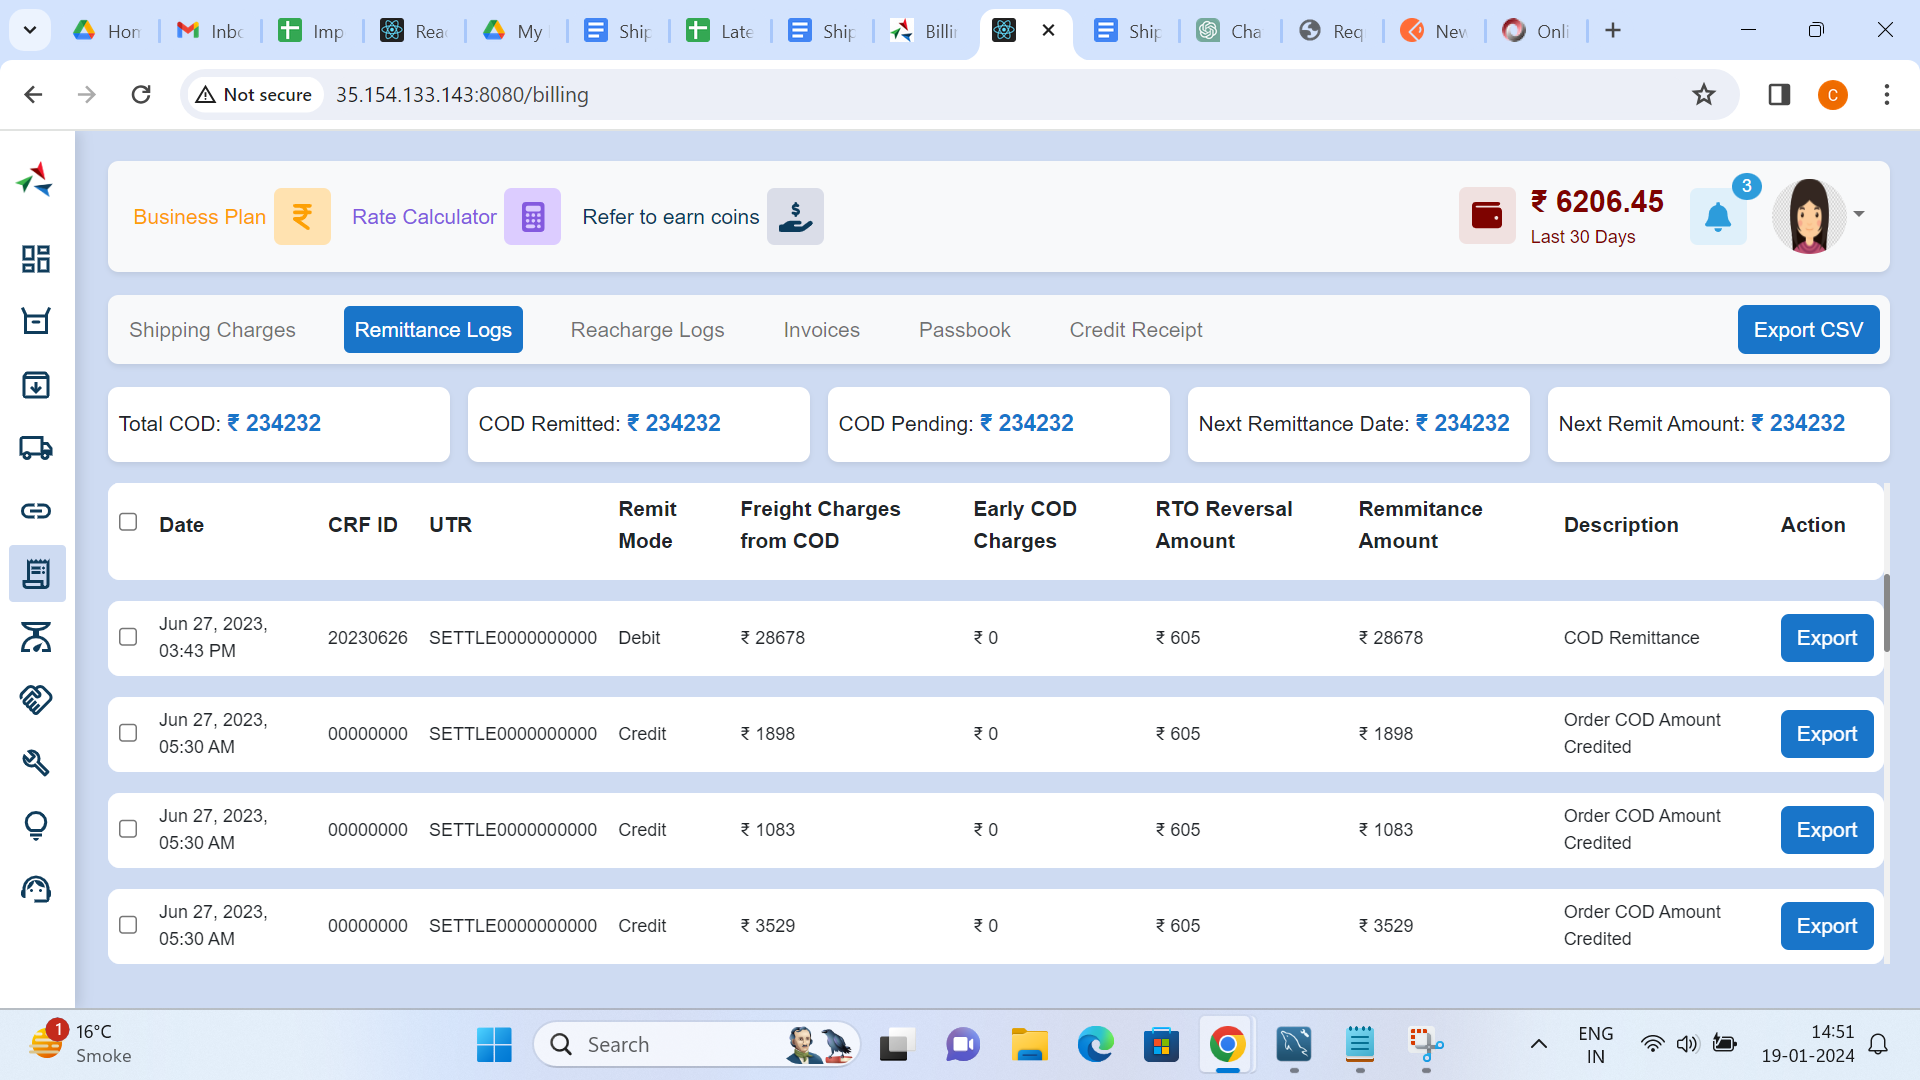 Hom
Inbo
Imp
Rea
My
Ship
Late
Ship
Billin
Ship
Cha
Req
New
Onli
Not secure
35.154.133.143:8080/billing
C
Business Plan
Rate Calculator
Refer to earn coins
₹ 6206.45
Last 30 Days
3
Shipping Charges
Remittance Logs
Reacharge Logs
Invoices
Passbook
Credit Receipt
Export CSV
Total COD: ₹ 234232
COD Remitted: ₹ 234232
COD Pending: ₹ 234232
Next Remittance Date: ₹ 234232
Next Remit Amount: ₹ 234232
Date
CRF ID
UTR
Remit
Mode
Freight Charges
from COD
Early COD
Charges
RTO Reversal
Amount
Remmitance
Amount
Description
Action
Jun 27, 2023,
03:43 PM
20230626
SETTLE0000000000
Debit
₹ 28678
₹ 0
₹ 605
₹ 28678
COD Remittance
Export
Jun 27, 2023,
05:30 AM
00000000
SETTLE0000000000
Credit
₹ 1898
₹ 0
₹ 605
₹ 1898
Order COD Amount
Credited
Export
Jun 27, 2023,
05:30 AM
00000000
SETTLE0000000000
Credit
₹ 1083
₹ 0
₹ 605
₹ 1083
Order COD Amount
Credited
Export
Jun 27, 2023,
05:30 AM
00000000
SETTLE0000000000
Credit
₹ 3529
₹ 0
₹ 605
₹ 3529
Order COD Amount
Credited
Export
1
16°C
Smoke
Search
ENG
IN
14:51
19-01-2024